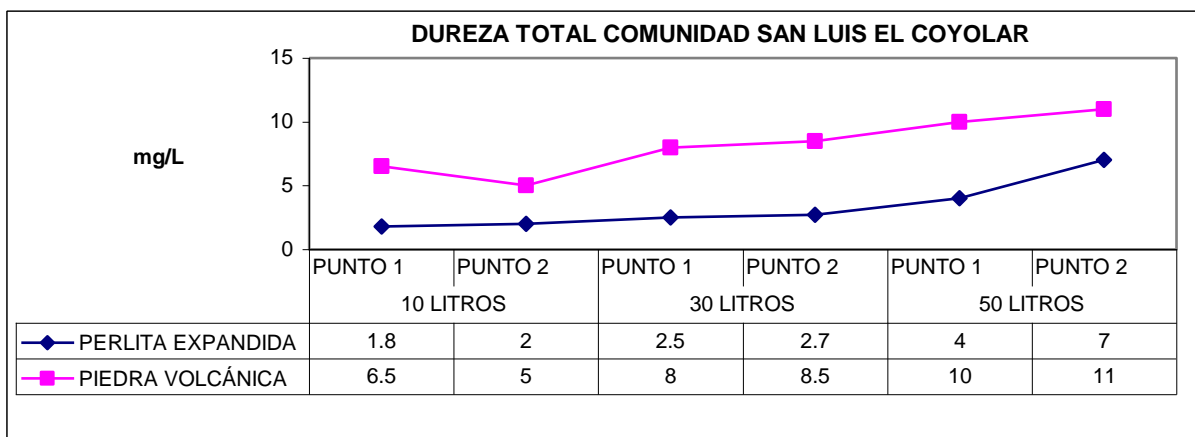 DUREZA TOTAL COMUNIDAD SAN LUIS EL COYOLAR
15
10
mg/L
5
0
PUNTO 1 PUNTO 2 PUNTO 1 PUNTO 2 PUNTO 1 PUNTO 2
10 LITROS 30 LITROS 50 LITROS
PERLITA EXPANDIDA 1.8 2 2.5 2.7 4 7
PIEDRA VOLCÁNICA 6.5 5 8 8.5 10 11